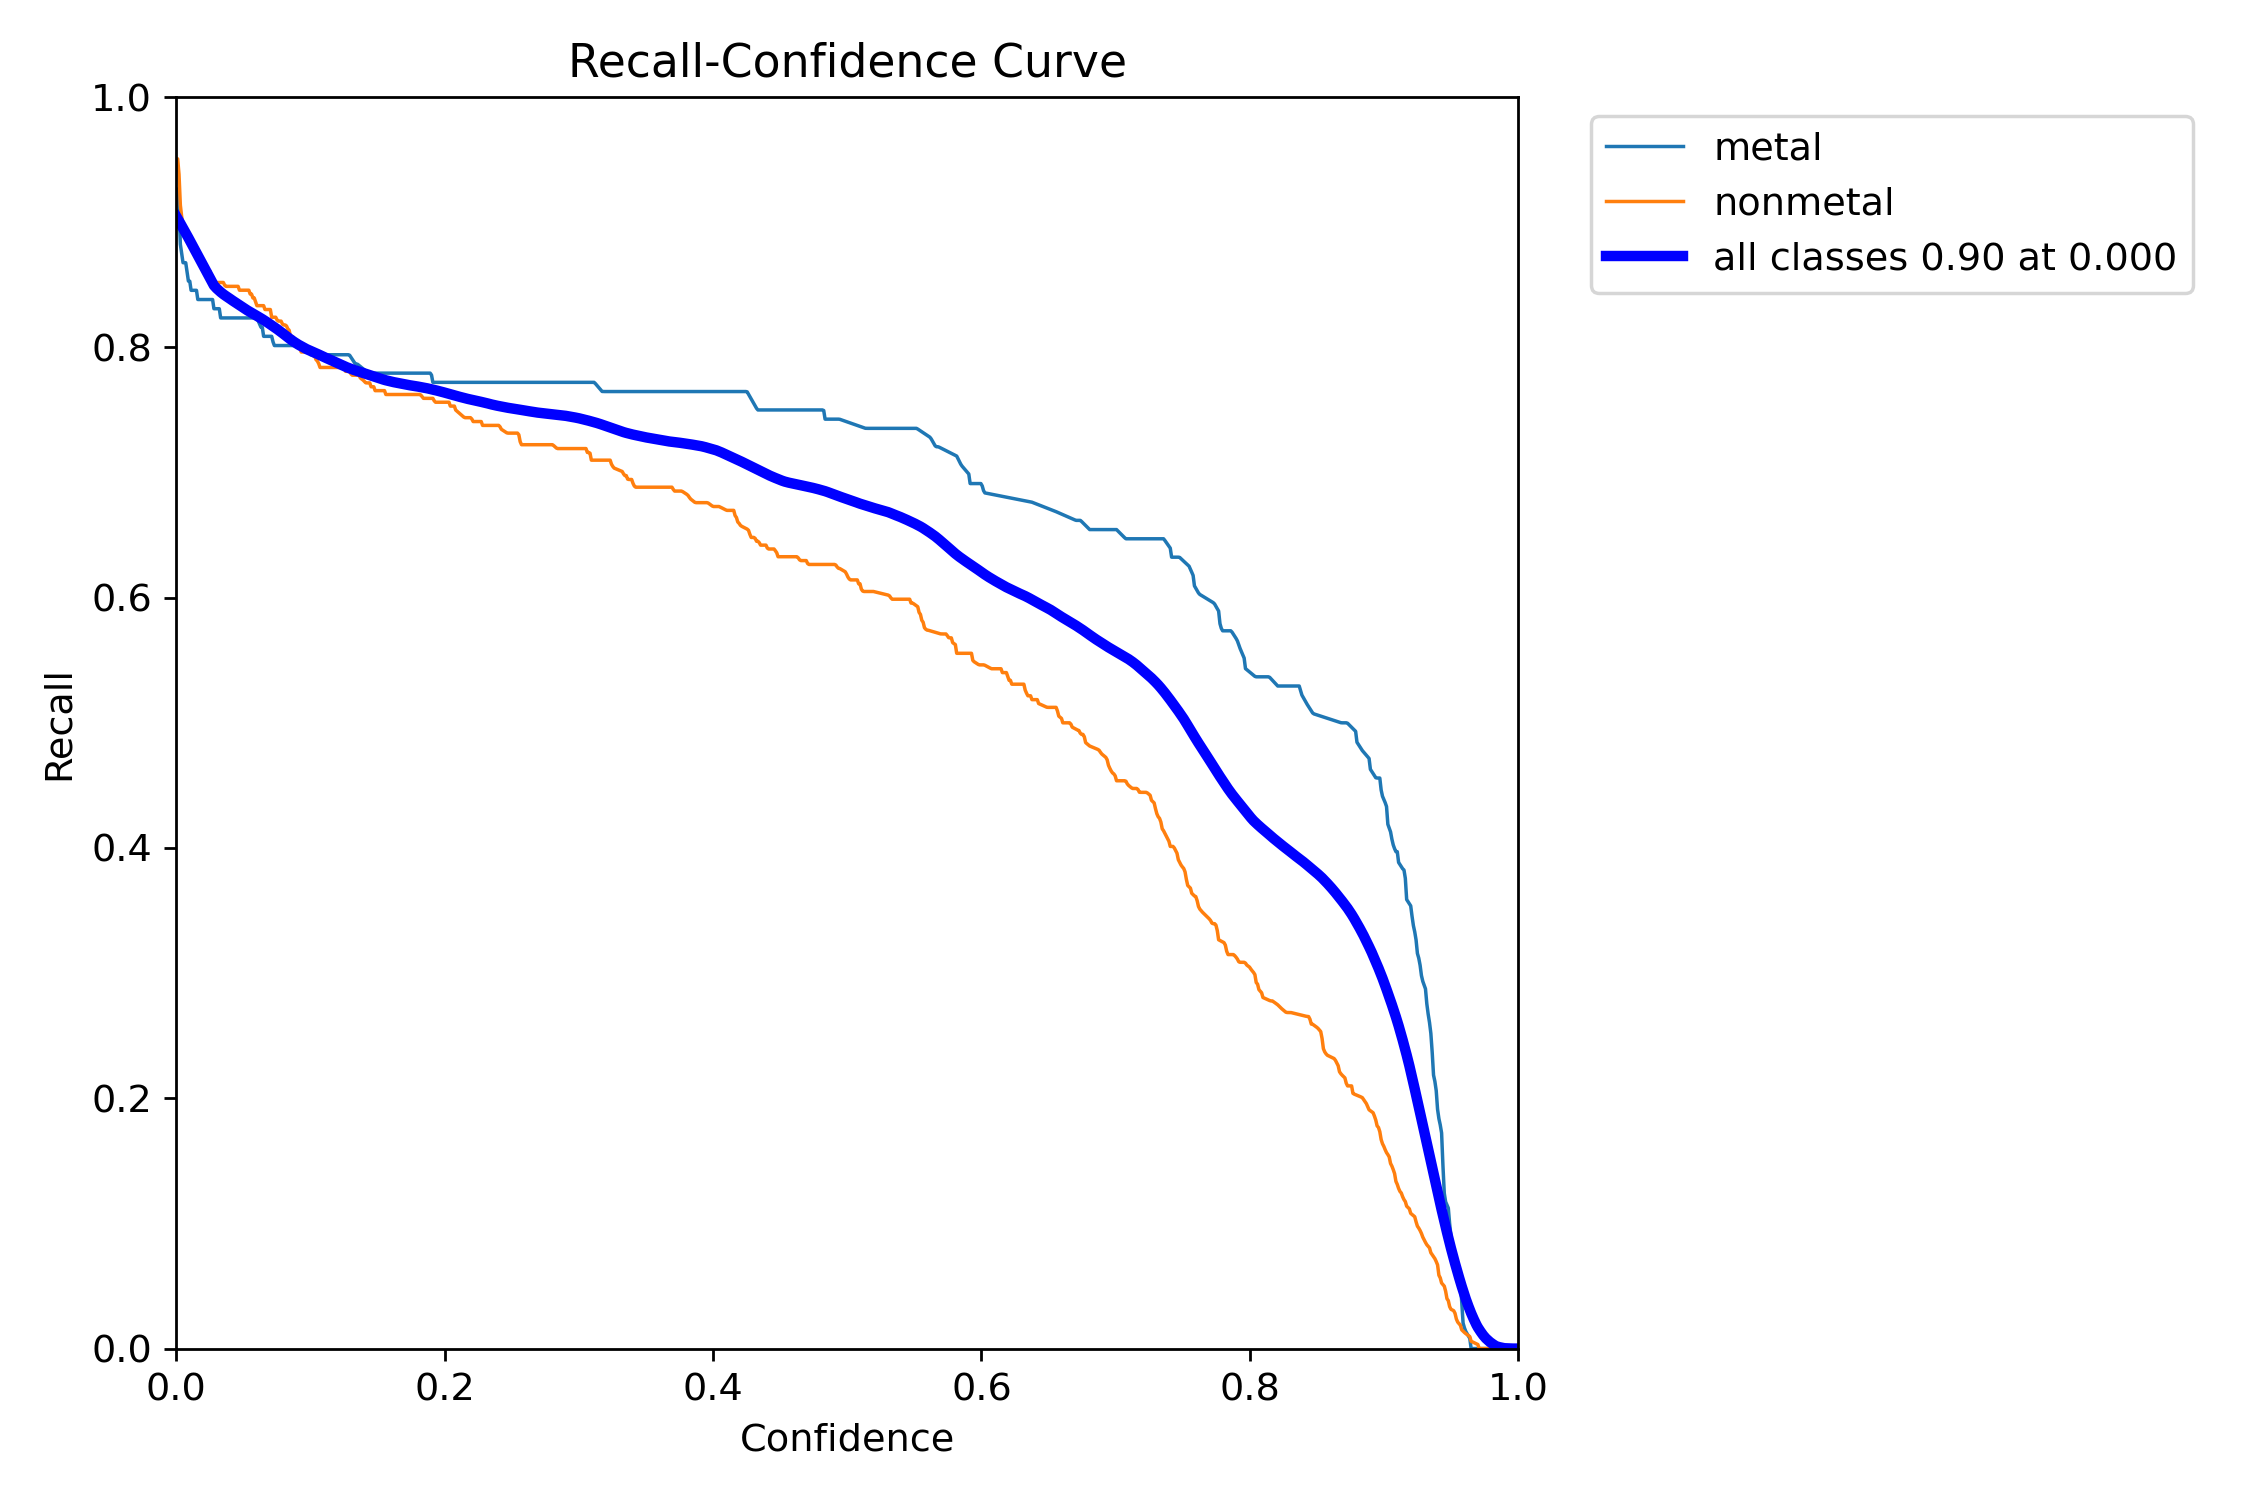 Recall-Confidence Curve
1.0
0.8
0.6
0.4
0.2
0.0
Recall
0.0 0.2 0.4 0.6 0.8 1.0
Confidence
metal
nonmetal
all classes 0.90 at 0.000